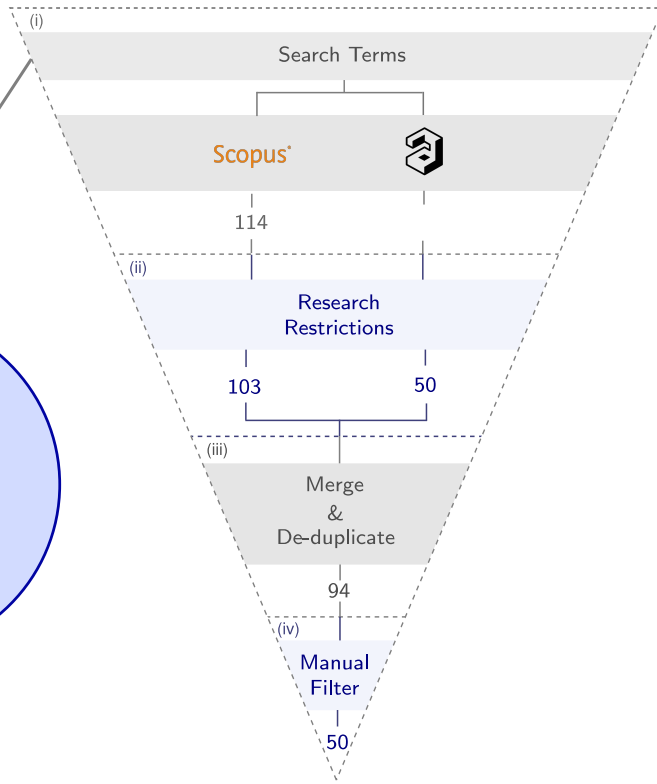 (i)
Search Terms
Scopus
114
(ii)
Research
Restrictions
103
50
(iii)
Merge
&
De-duplicate
94
(iv)
Manual
Filter
50